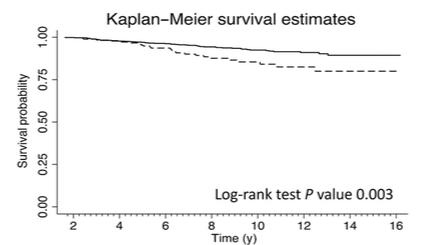 Kaplan–Meier survival estimates
1.00
0.75
0.50
0.25
0.00
Survival probability
Log-rank test P value 0.003
2 4 6 8 10 12 14 16
Time (y)